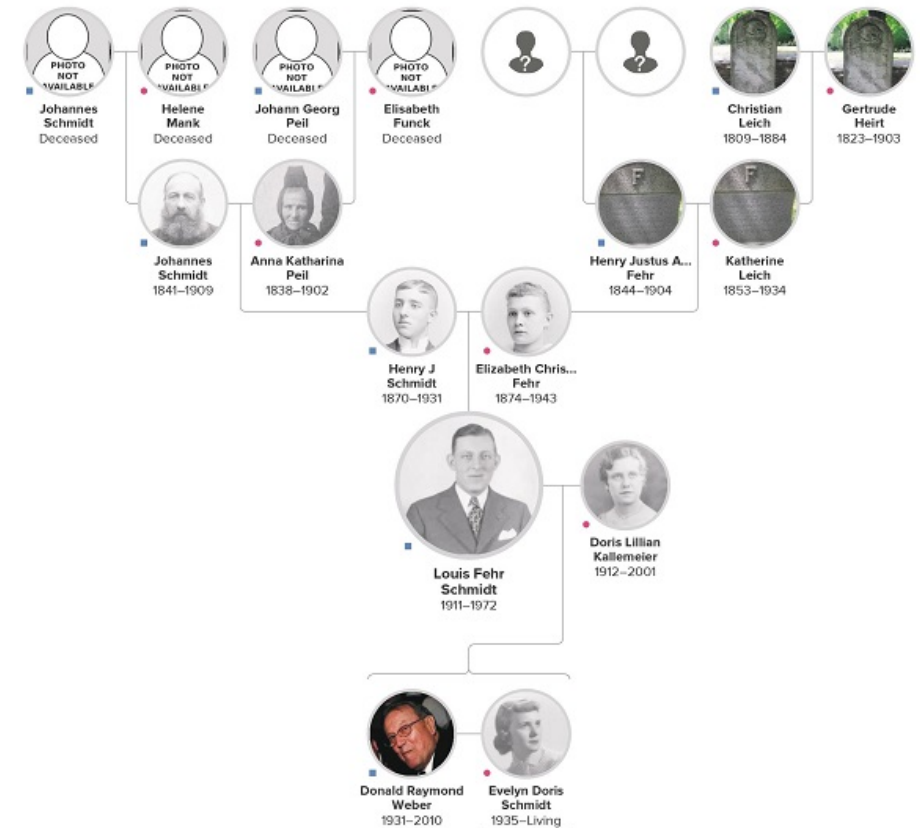 PHOTO
NOT
AVAILABLE
PHOTO
NOT
AVAILABLE
PHOTO
NOT
AVAILABLE
PHOTO
NOT
AVAILABLE
?
?
Johannes
Schmidt
Deceased
Helene
Mank
Deceased
Johann Georg
Peil
Deceased
Elisabeth
Funck
Deceased
Christian
Leich
1809–1884
Gertrude
Heirt
1823–1903
F
F
Johannes
Schmidt
1841–1909
Anna Katharina
Peil
1838–1902
Henry Justus A...
Fehr
1844–1904
Katherine
Leich
1853–1934
Henry J
Schmidt
1870–1931
Elizabeth Chris...
Fehr
1874–1943
Louis Fehr
Schmidt
1911–1972
Doris Lillian
Kallemeier
1912–2001
Donald Raymond
Weber
1931–2010
Evelyn Doris
Schmidt
1935–Living